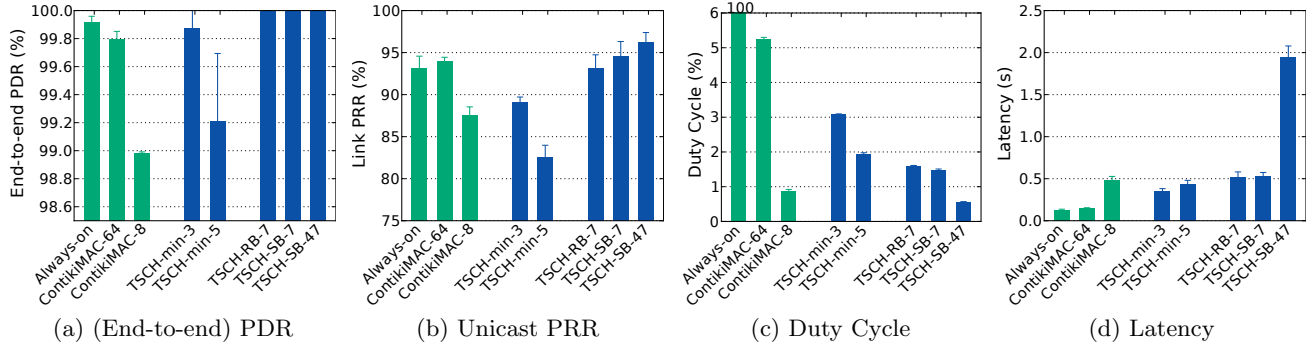 End-to-end PDR (%)
100.0
99.8
99.6
99.4
99.2
99.0
98.8
98.6
Always-on
ContikiMAC-64
ContikiMAC-8
TSCH-min-3
TSCH-min-5
TSCH-RB-7
TSCH-SB-7
TSCH-SB-47
(a) (End-to-end) PDR
Link PRR (%)
100
95
90
85
80
75
Always-on
ContikiMAC-64
ContikiMAC-8
TSCH-min-3
TSCH-min-5
TSCH-RB-7
TSCH-SB-7
TSCH-SB-47
(b) Unicast PRR
Duty Cycle (%)
100
6
5
4
3
2
1
0
Always-on
ContikiMAC-64
ContikiMAC-8
TSCH-min-3
TSCH-min-5
TSCH-RB-7
TSCH-SB-7
TSCH-SB-47
(c) Duty Cycle
Latency (s)
2.5
2.0
1.5
1.0
0.5
0.0
Always-on
ContikiMAC-64
ContikiMAC-8
TSCH-min-3
TSCH-min-5
TSCH-RB-7
TSCH-SB-7
TSCH-SB-47
(d) Latency